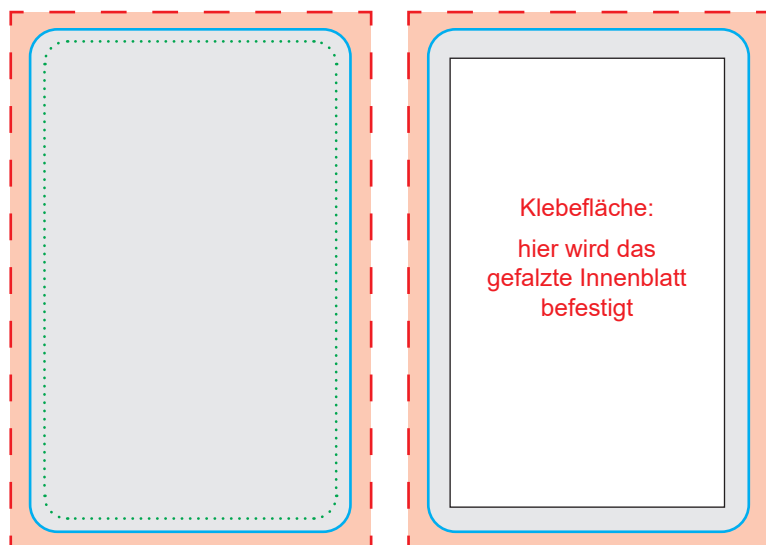 Klebefläche:
hier wird das
gefalzte Innenblatt
befestigt